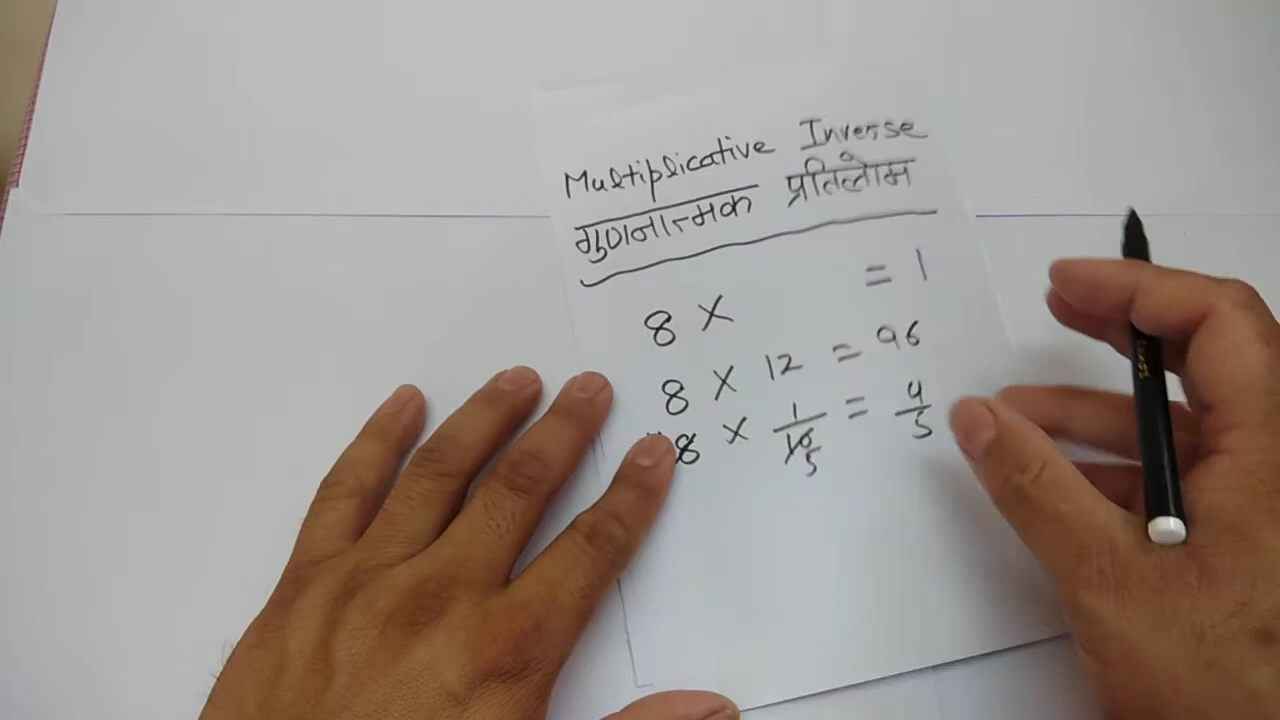 Multiplicative Inverse
गुणनात्मक प्रतिलोम
8 × = 1
8 × 12 = 96
8 × 1/10 5 = 4/5